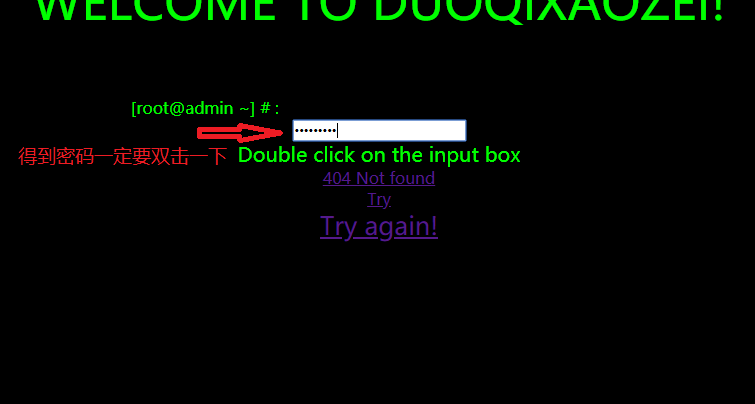 WELCOME TO DUOQIXAOZEI!
[root@admin ~] # :
•••••••••
得到密码一定要双击一下 Double click on the input box
404 Not found
Try
Try again!